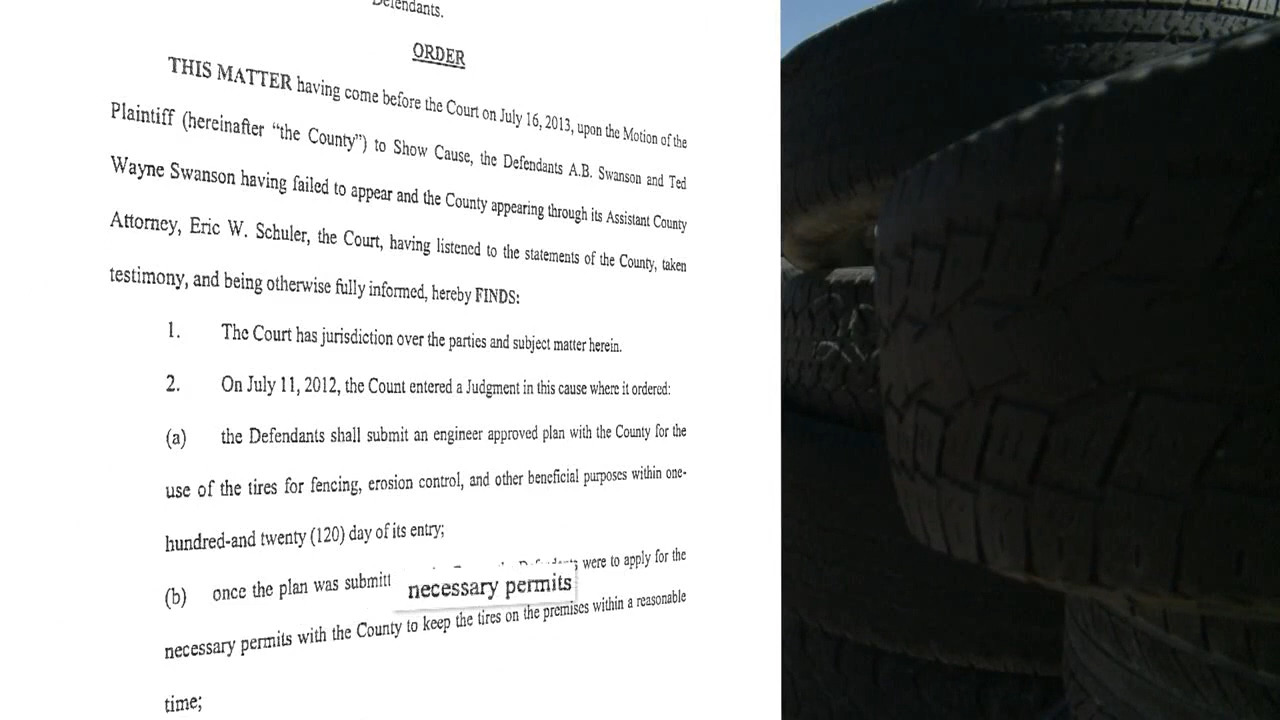 Defendants.
ORDER
THIS MATTER having come before the Court on July 16, 2013, upon the Motion of the
Plaintiff (hereinafter “the County”) to Show Cause, the Defendants A.B. Swanson and Ted
Wayne Swanson having failed to appear and the County appearing through its Assistant County
Attorney, Eric W. Schuler, the Court, having listened to the statements of the County, taken
testimony, and being otherwise fully informed, hereby FINDS:
1. The Court has jurisdiction over the parties and subject matter herein.
2. On July 11, 2012, the Count entered a Judgment in this cause where it ordered:
(a) the Defendants shall submit an engineer approved plan with the County for the
use of the tires for fencing, erosion control, and other beneficial purposes within one-
hundred-and twenty (120) day of its entry;
(b) once the plan was submitt were to apply for the
necessary permits
necessary permits with the County to keep the tires on the premises within a reasonable
time;